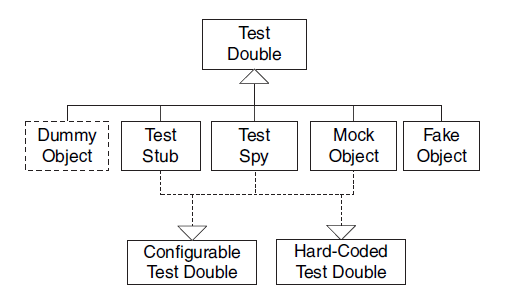 Test
Double
Dummy
Object
Test
Stub
Test
Spy
Mock
Object
Fake
Object
Configurable
Test Double
Hard-Coded
Test Double